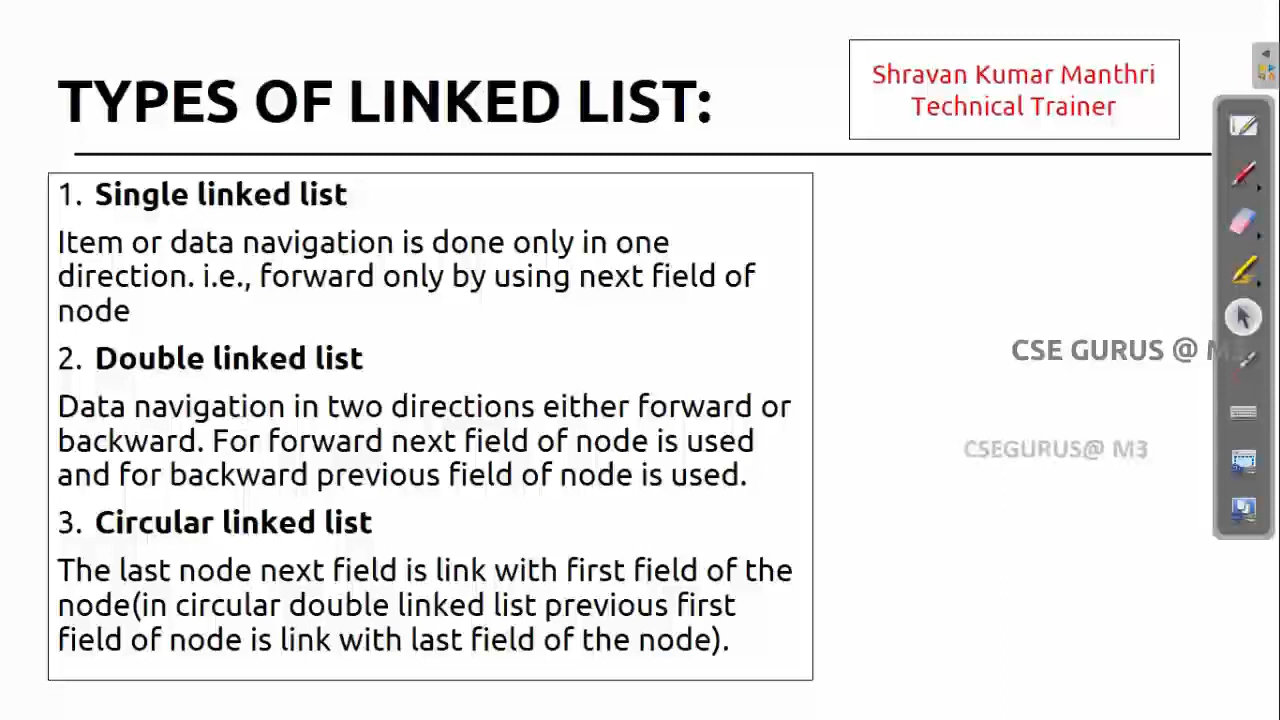 TYPES OF LINKED LIST:
Shravan Kumar Manthri
Technical Trainer
1. Single linked list
Item or data navigation is done only in one
direction. i.e., forward only by using next field of
node
2. Double linked list
Data navigation in two directions either forward or
backward. For forward next field of node is used
and for backward previous field of node is used.
3. Circular linked list
The last node next field is link with first field of the
node(in circular double linked list previous first
field of node is link with last field of the node).
CSE GURUS @ M3
CSEGURUS@ M3